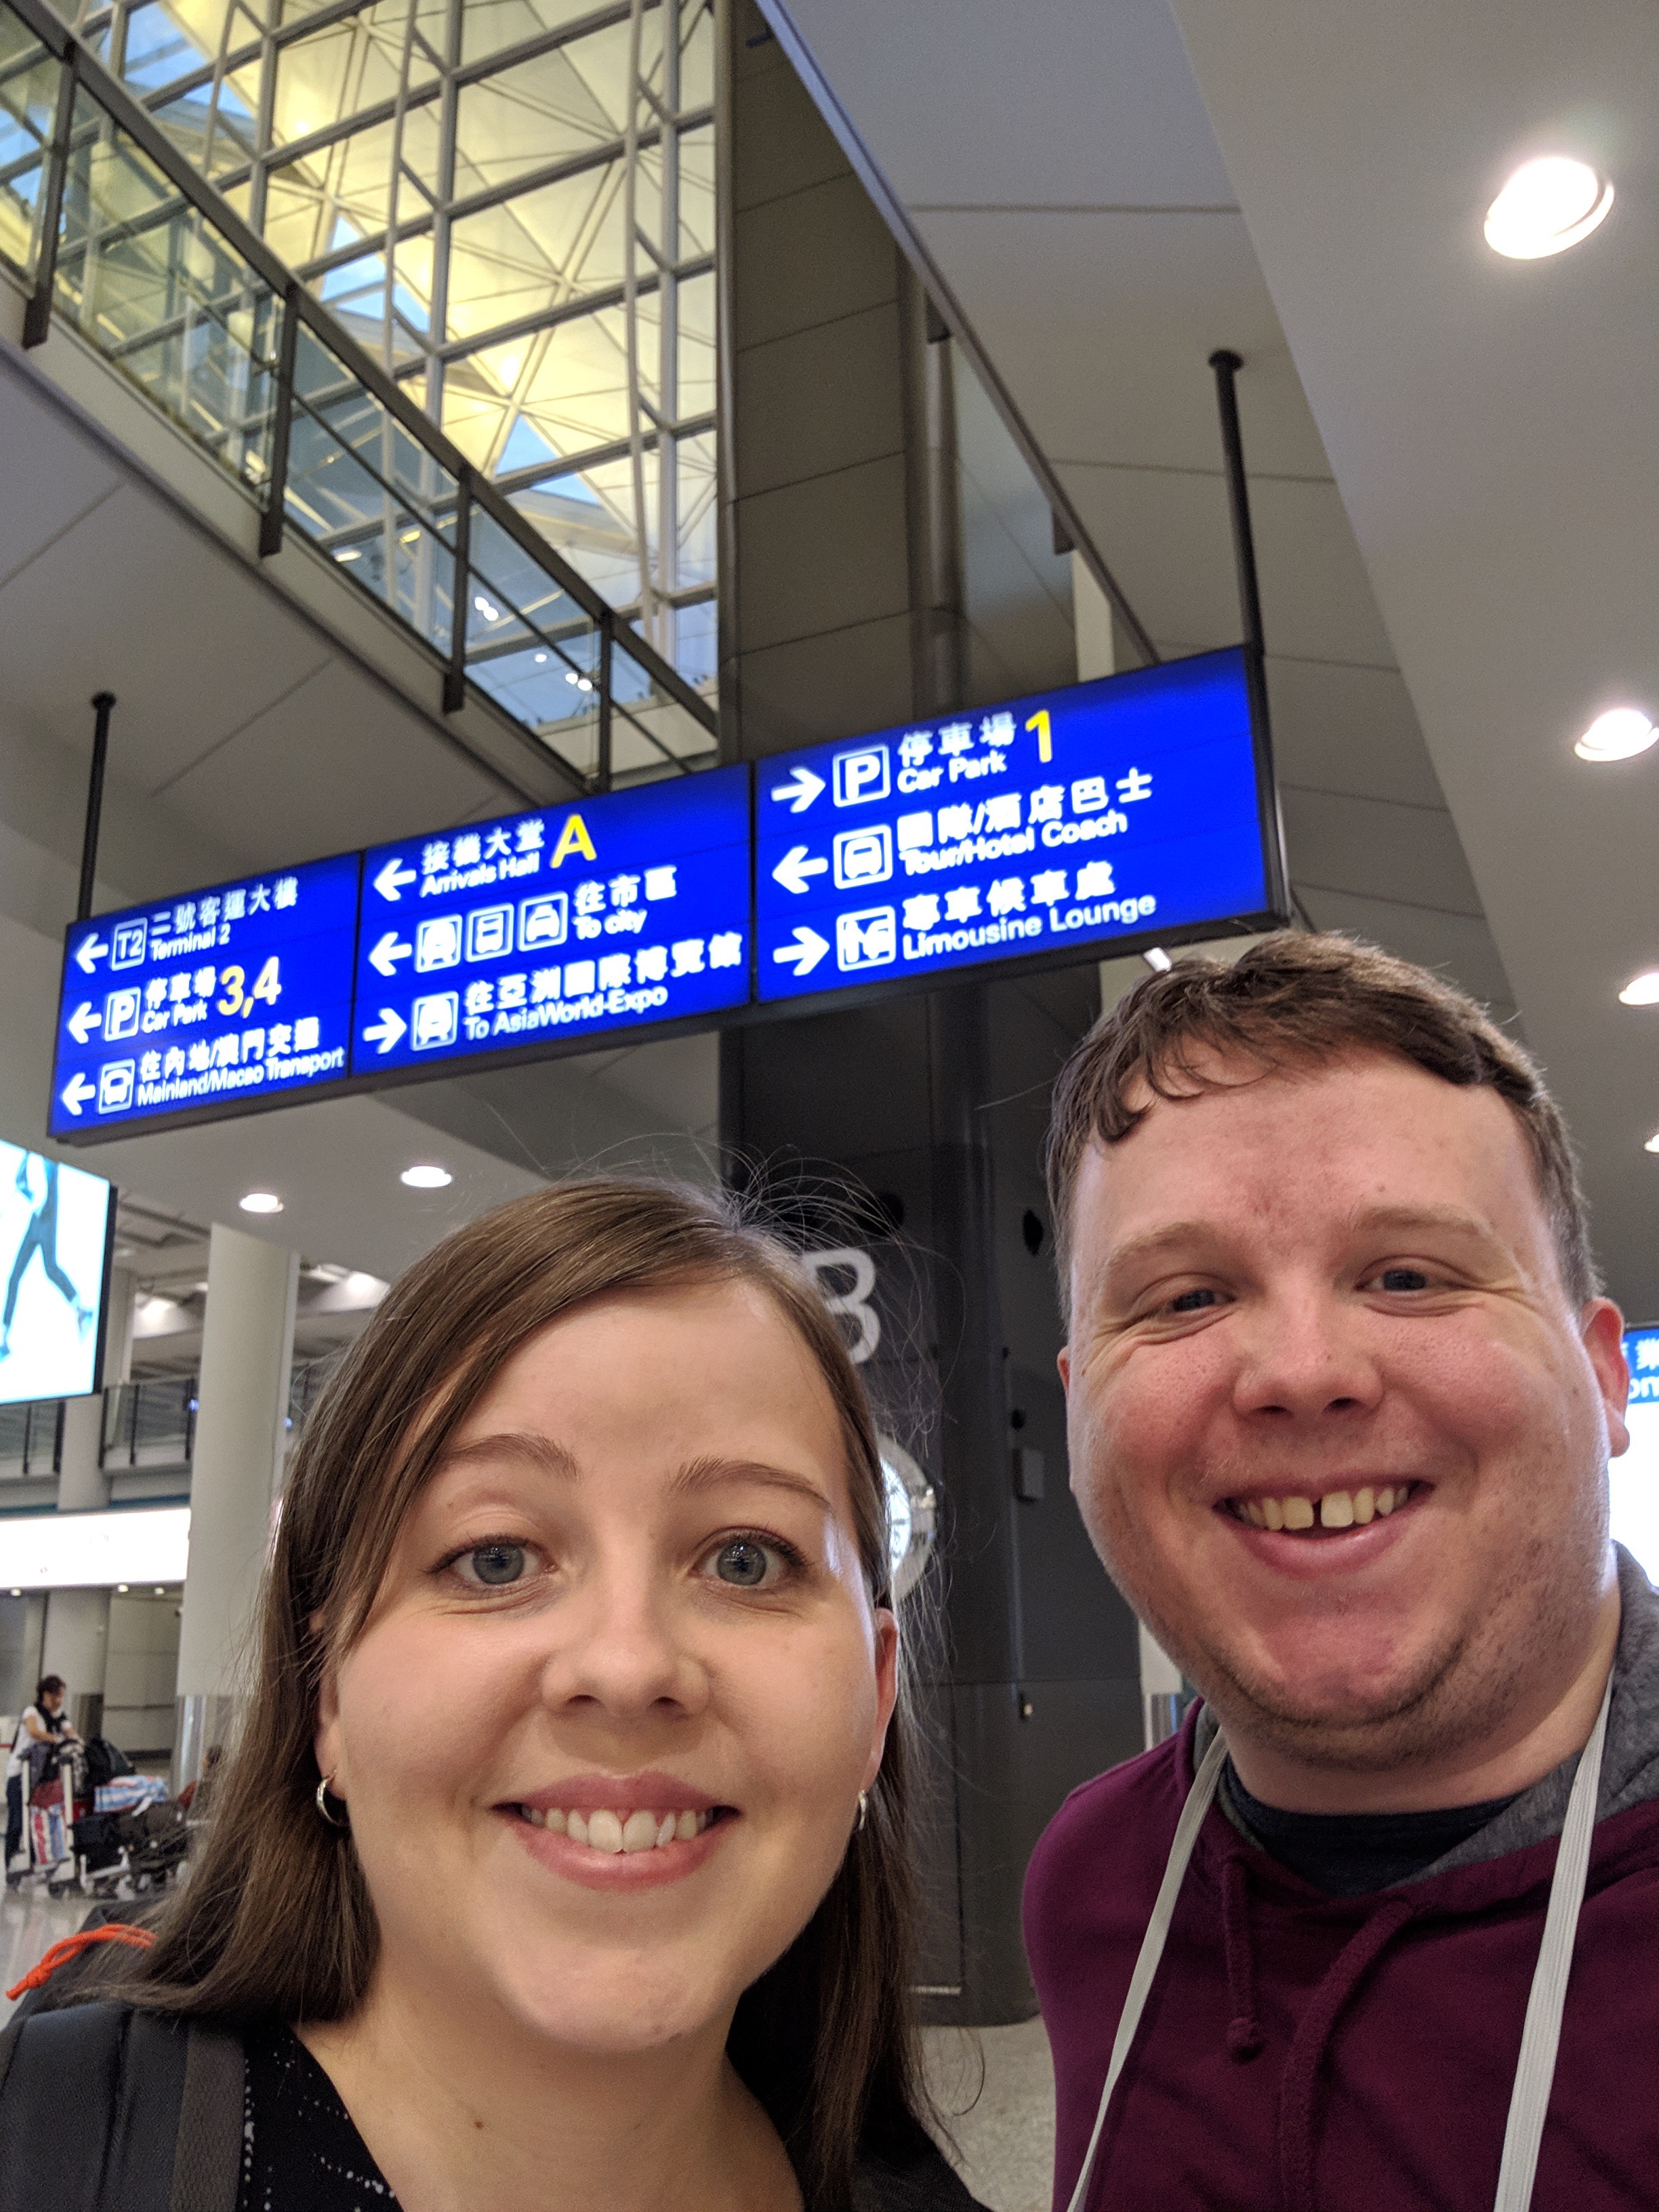 二號客運大樓
T2 Terminal 2
停車場 3,4
P Car Park
往內地/澳門交通
Mainland/Macao Transport
接機大堂 A
Arrivals Hall
往市區
To city
往亞洲國際博覽館
To AsiaWorld-Expo
停車場 1
P Car Park
團隊/酒店巴士
Tour/Hotel Coach
專車候車處
Limousine Lounge
B